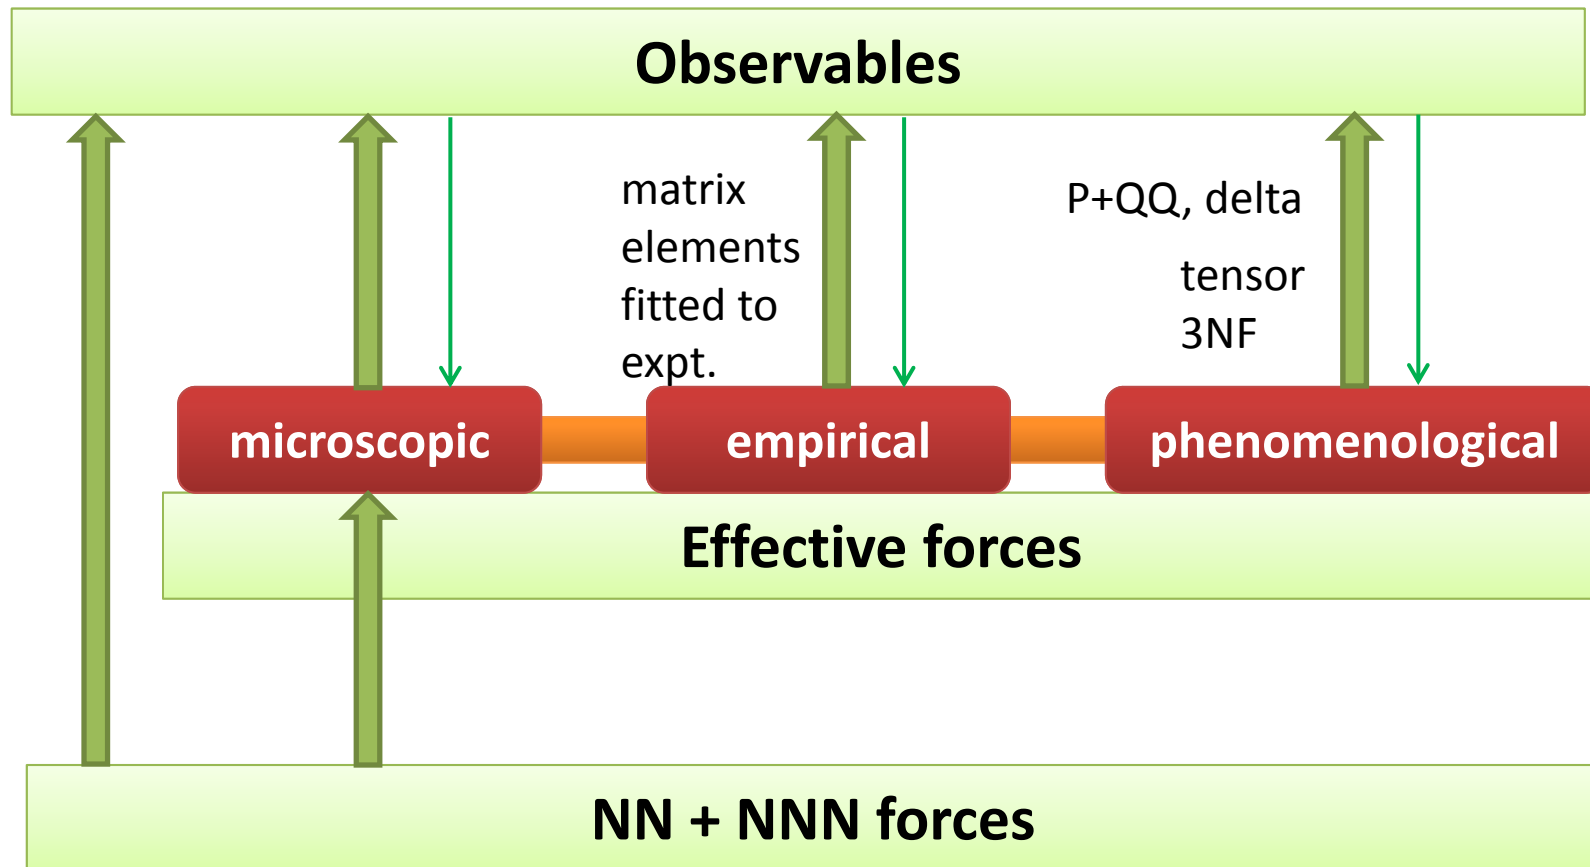 Observables
matrix
elements
fitted to
expt.
P+QQ, delta
tensor
3NF
microscopic
empirical
phenomenological
Effective forces
NN + NNN forces